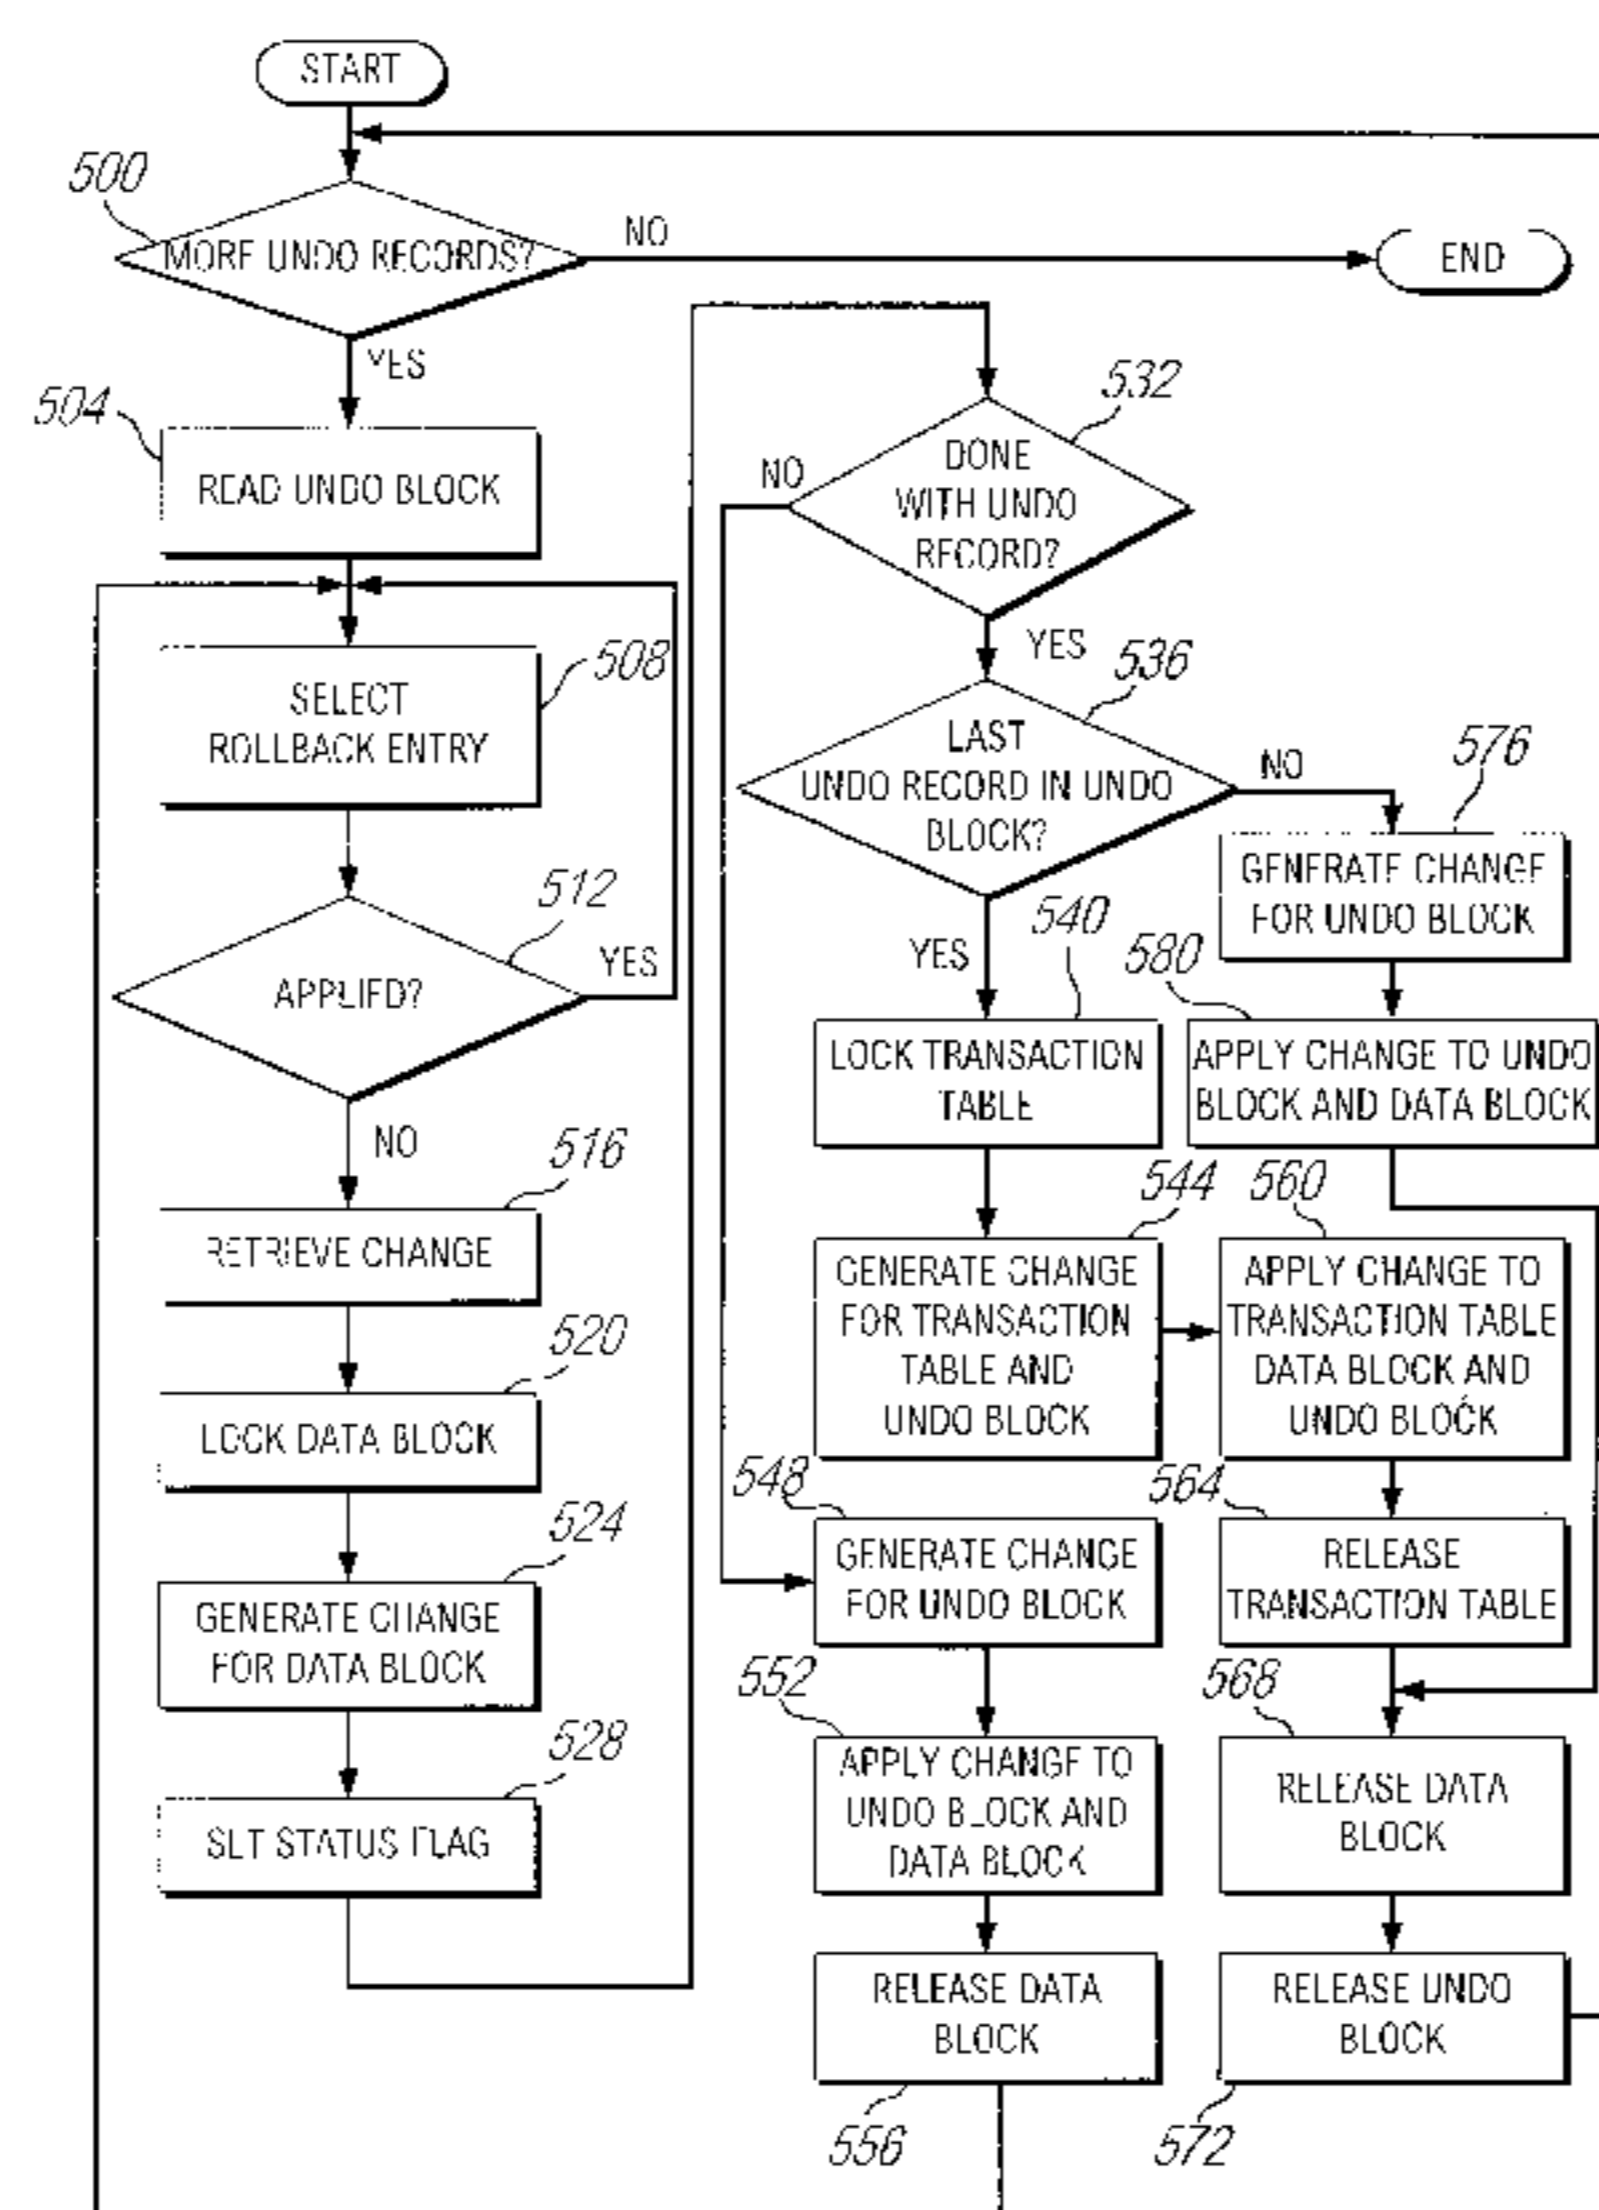 START
500
MORE UNDO RECORDS?
NO
END
YES
504
READ UNDO BLOCK
508
SELECT
ROLLBACK ENTRY
512
APPLIED?
YES
NO
516
RETRIEVE CHANGE
520
LOCK DATA BLOCK
524
GENERATE CHANGE
FOR DATA BLOCK
528
SET STATUS FLAG
532
DONE
WITH UNDO
RECORD?
NO
YES
536
LAST
UNDO RECORD IN UNDO
BLOCK?
NO
YES
540
LOCK TRANSACTION
TABLE
544
GENERATE CHANGE
FOR TRANSACTION
TABLE AND
UNDO BLOCK
548
GENERATE CHANGE
FOR UNDO BLOCK
552
APPLY CHANGE TO
UNDO BLOCK AND
DATA BLOCK
RELEASE DATA
BLOCK
556
576
GENERATE CHANGE
FOR UNDO BLOCK
580
APPLY CHANGE TO UNDO
BLOCK AND DATA BLOCK
560
APPLY CHANGE TO
TRANSACTION TABLE
DATA BLOCK AND
UNDO BLOCK
564
RELEASE
TRANSACTION TABLE
568
RELEASE DATA
BLOCK
RELEASE UNDO
BLOCK
572